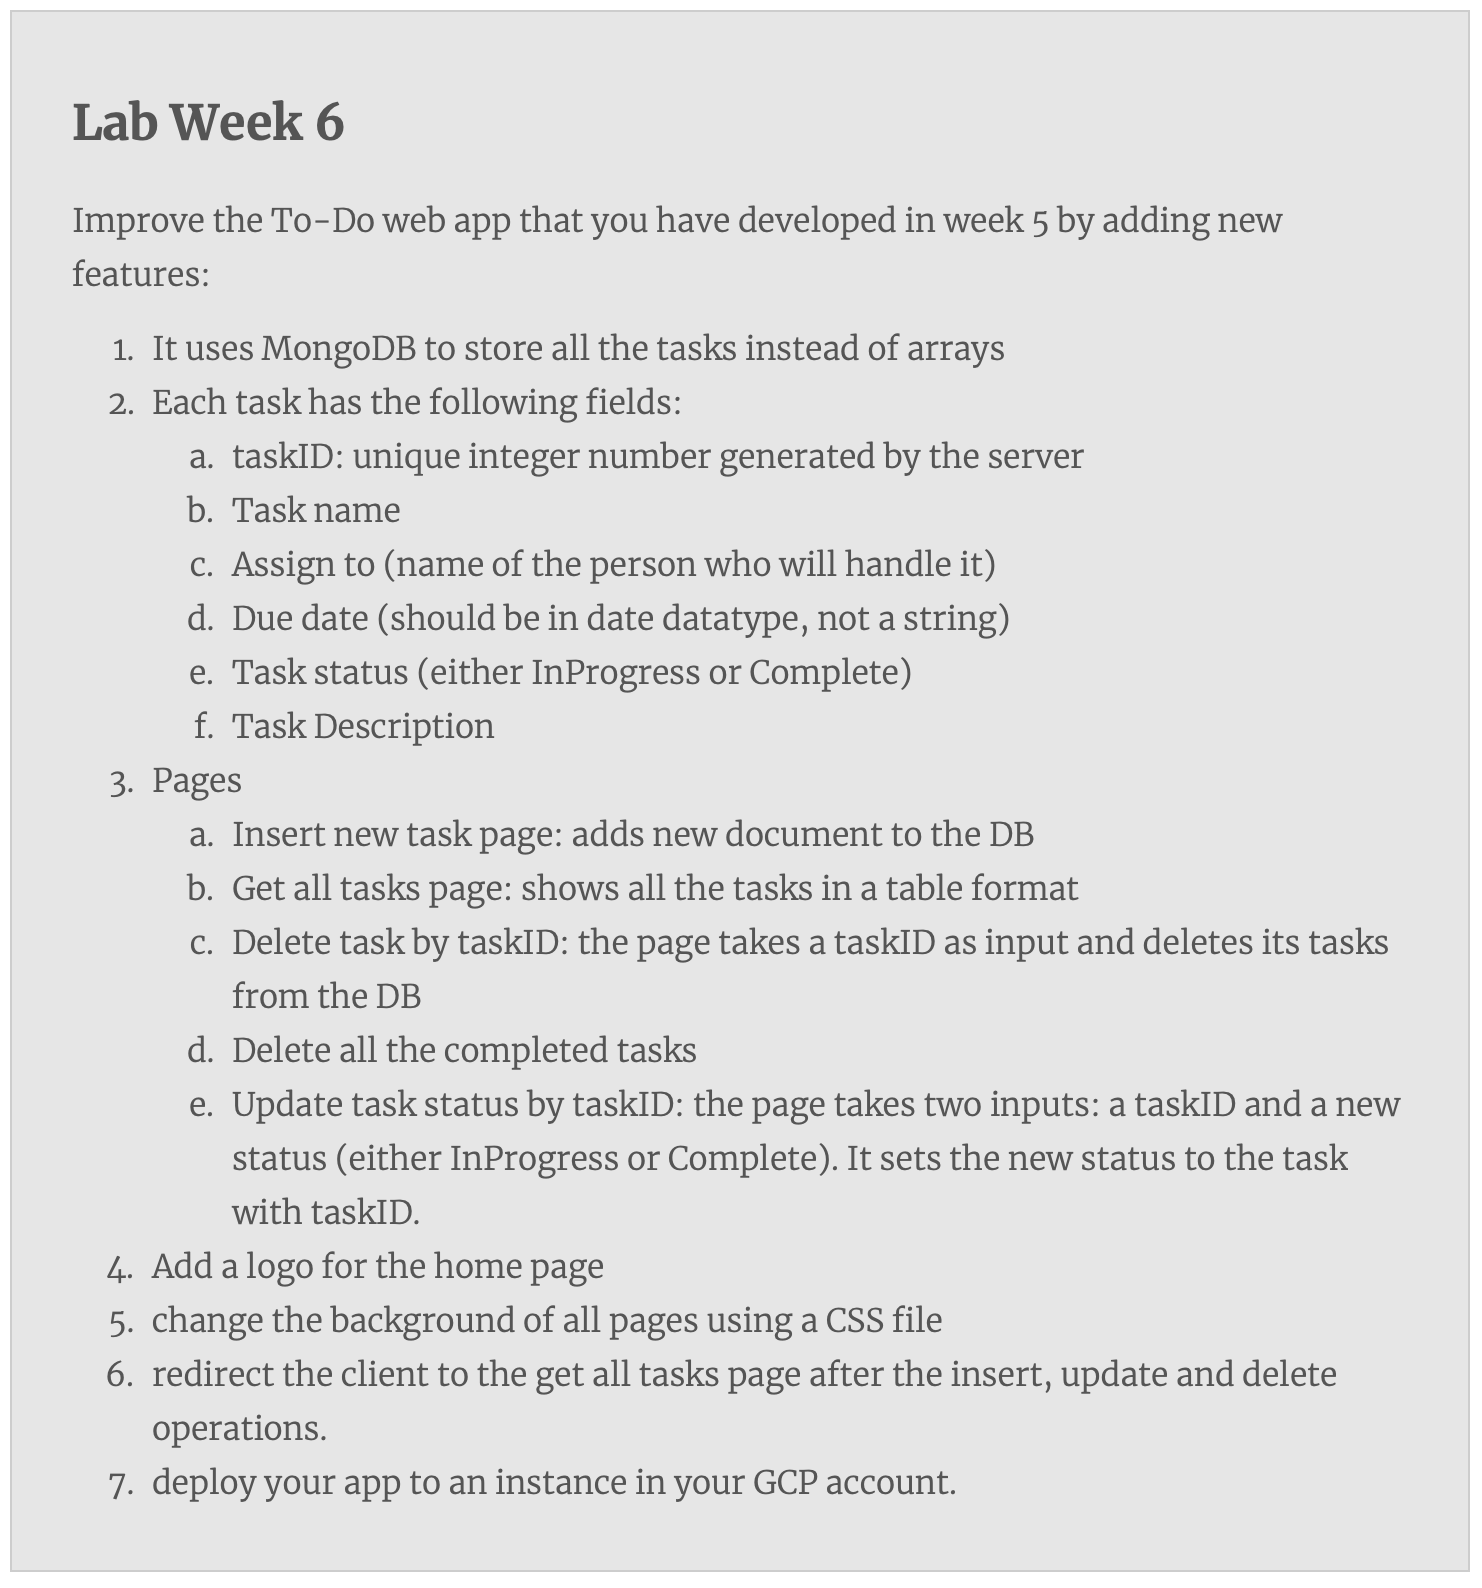 Lab Week 6
Improve the To-Do web app that you have developed in week 5 by adding new
features:
1. It uses MongoDB to store all the tasks instead of arrays
2. Each task has the following fields:
a. taskID: unique integer number generated by the server
b. Task name
c. Assign to (name of the person who will handle it)
d. Due date (should be in date datatype, not a string)
e. Task status (either InProgress or Complete)
f. Task Description
3. Pages
a. Insert new task page: adds new document to the DB
b. Get all tasks page: shows all the tasks in a table format
c. Delete task by taskID: the page takes a taskID as input and deletes its tasks
from the DB
d. Delete all the completed tasks
e. Update task status by taskID: the page takes two inputs: a taskID and a new
status (either InProgress or Complete). It sets the new status to the task
with taskID.
4. Add a logo for the home page
5. change the background of all pages using a CSS file
6. redirect the client to the get all tasks page after the insert, update and delete
operations.
7. deploy your app to an instance in your GCP account.